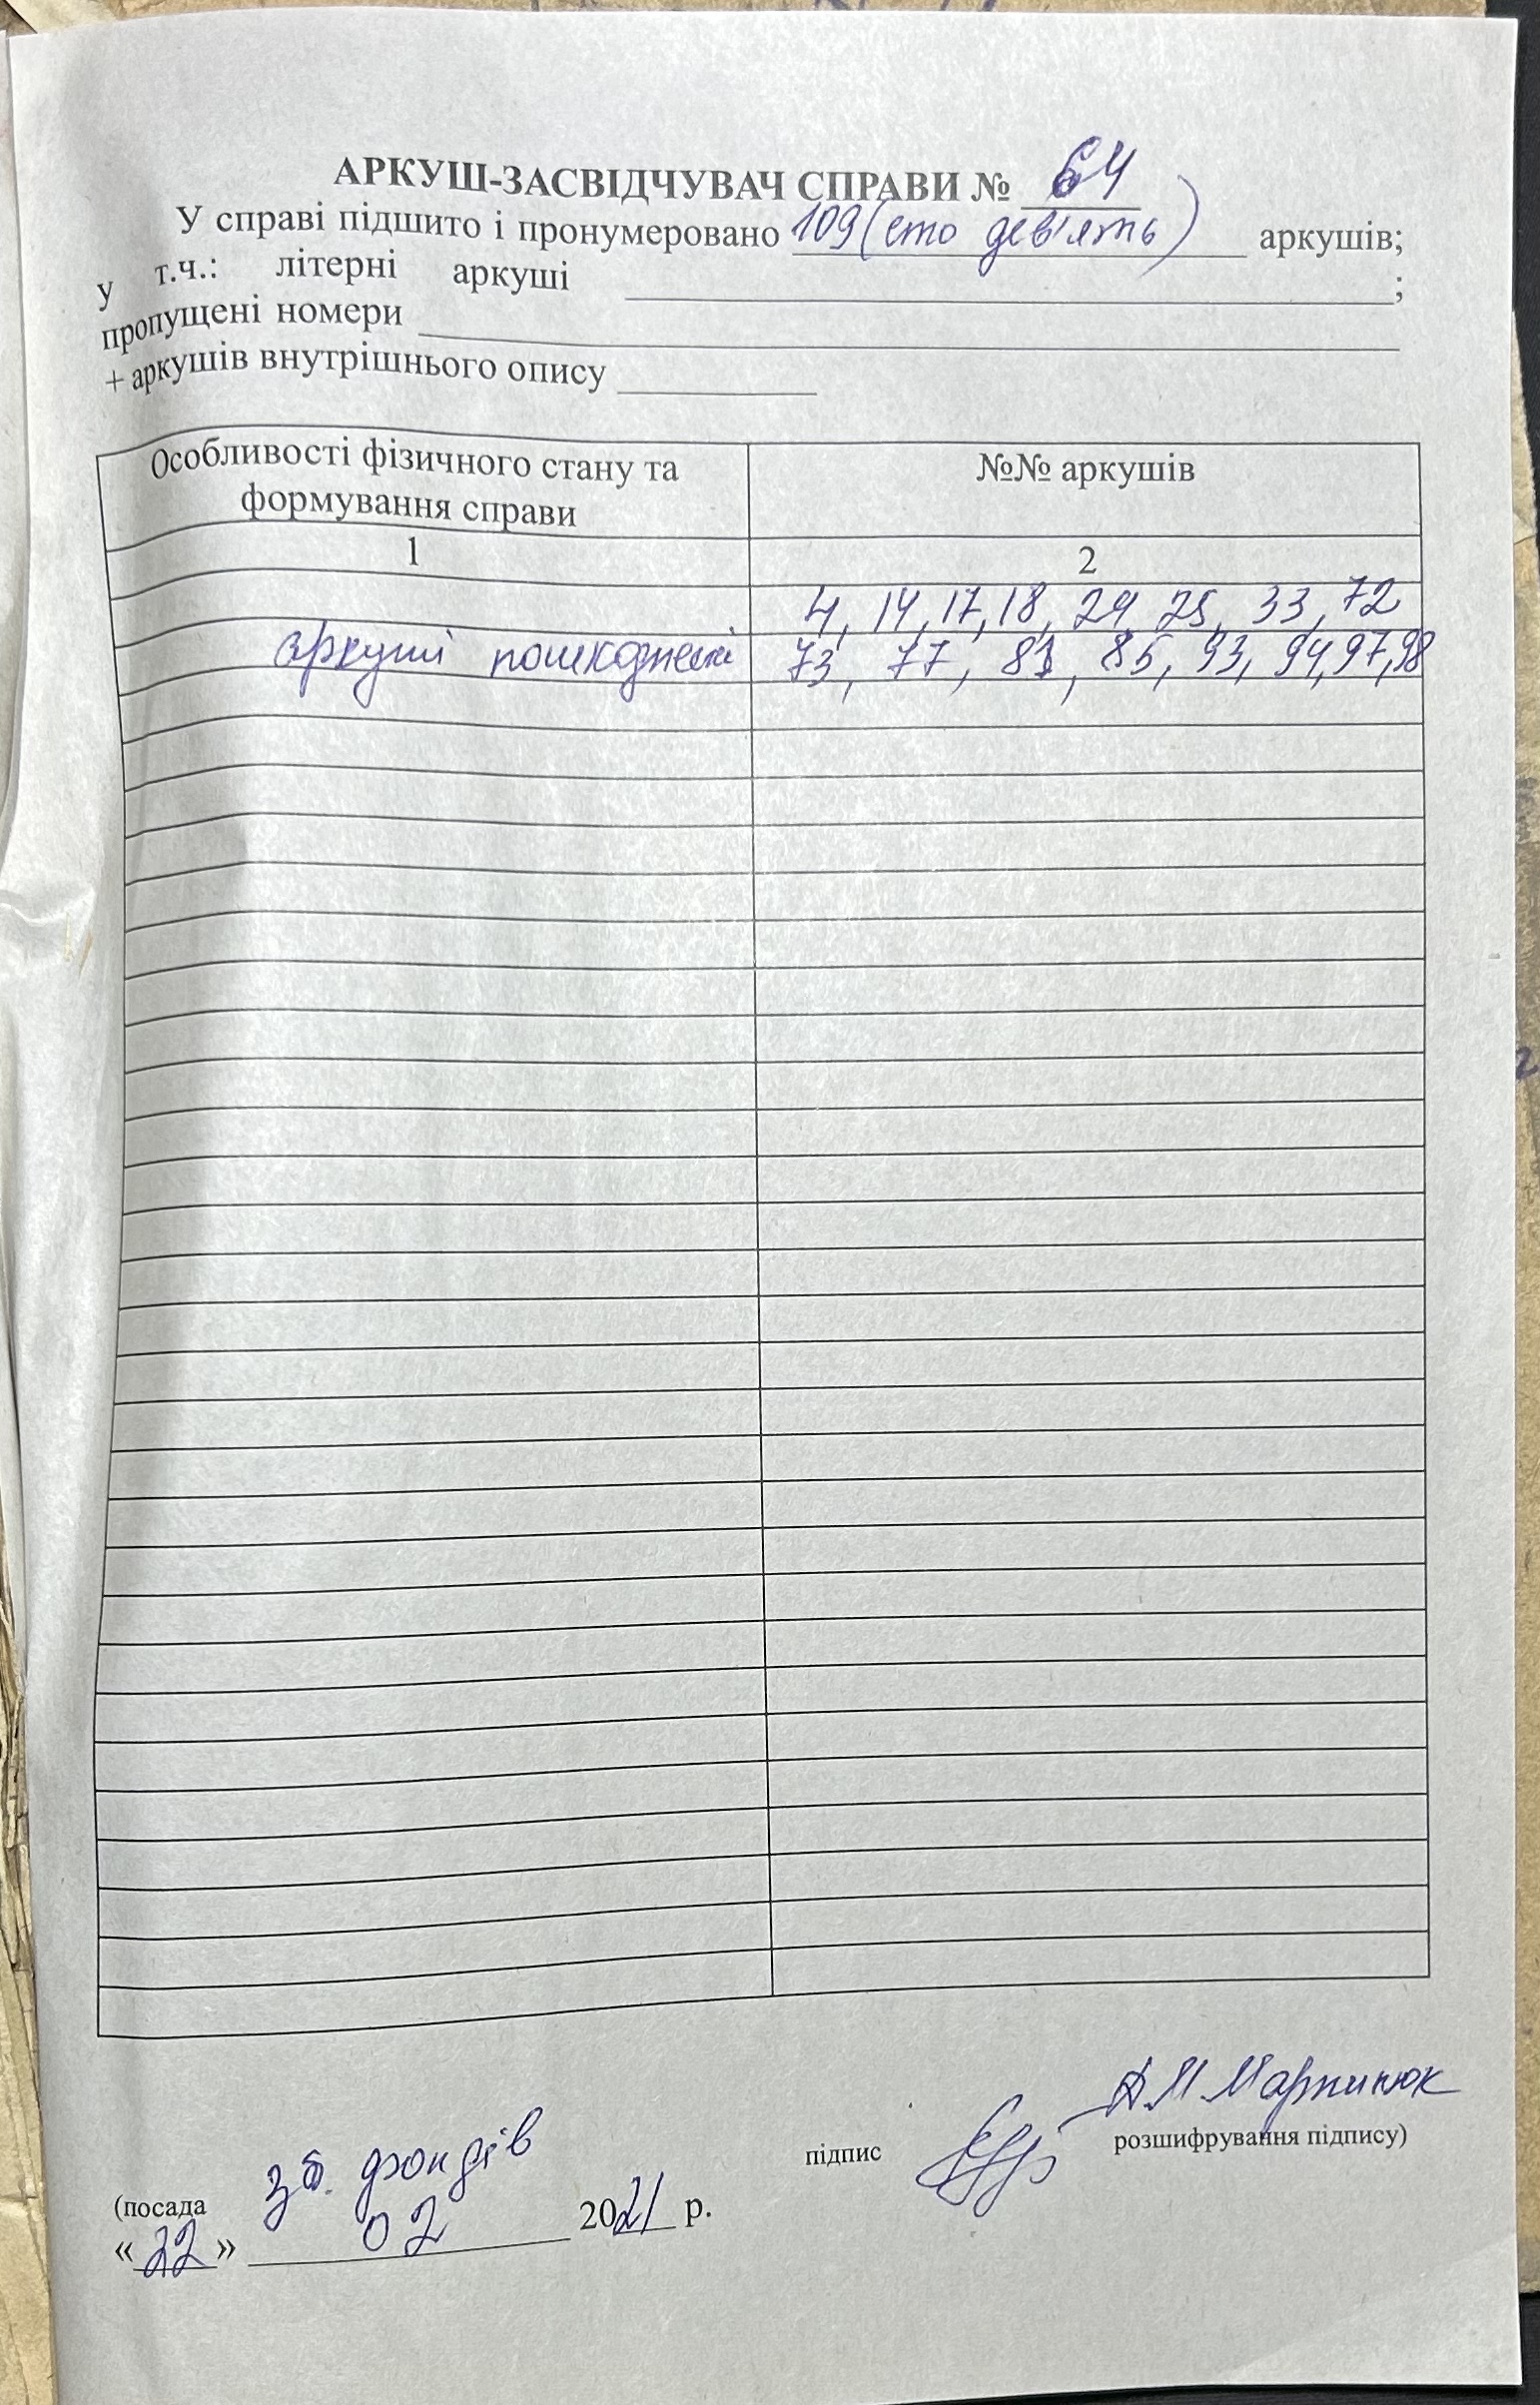 АРКУШ-ЗАСВІДЧУВАЧ СПРАВИ № 64
У справі підшито і пронумеровано 109 (сто дев'ять) аркушів;
у т.ч.: літерні аркуші ;
пропущені номери
+ аркушів внутрішнього опису
Особливості фізичного стану та формування справи
№№ аркушів
1
2
4, 14, 17, 18, 24, 25, 33, 72
аркуші пошкоджені
73, 77, 81, 85, 93, 94, 97, 98
А М Мартинюк
підпис
розшифрування підпису)
зб. фондів
(посада
«22» 02 2021 р.